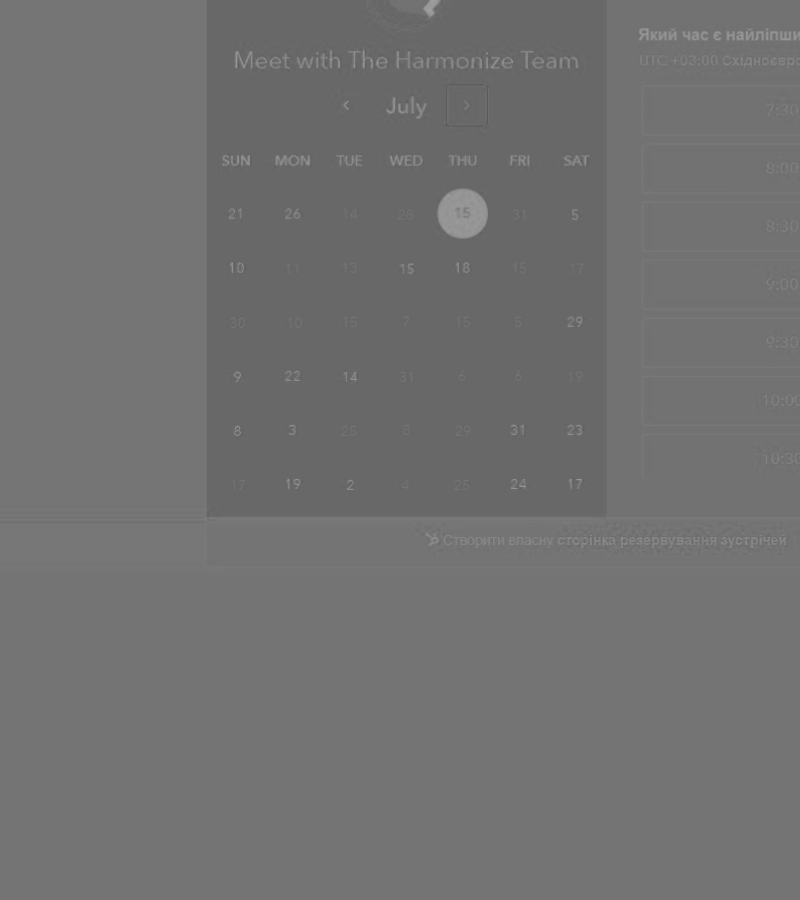 Meet with The Harmonize Team
July
SUN MON TUE WED THU FRI SAT
21 26 14 28 15 31 5
10 11 13 15 18 15 17
30 10 15 7 15 5 29
9 22 14 31 6 6 19
8 3 25 8 29 31 23
17 19 2 4 25 24 17
Який час є найліпши
UTC +03:00 Східноєвро
7:30
8:00
8:30
9:00
9:30
10:00
10:30
Створити власну сторінка резервування зустрічей